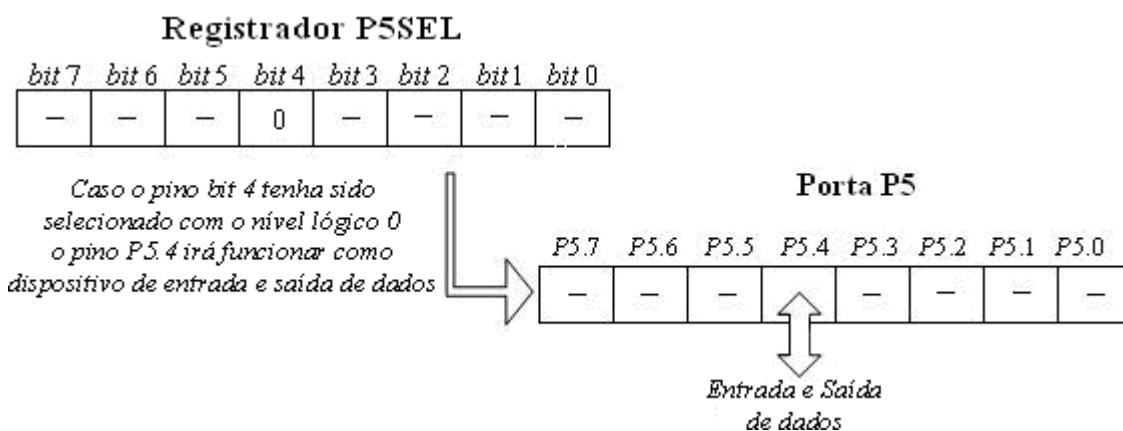 Registrador P5SEL
bit 7 bit 6 bit 5 bit 4 bit 3 bit 2 bit 1 bit 0
– – – 0 – – – –
Caso o pino bit 4 tenha sido
selecionado com o nível lógico 0
o pino P5.4 irá funcionar como
dispositivo de entrada e saída de dados
Porta P5
P5.7 P5.6 P5.5 P5.4 P5.3 P5.2 P5.1 P5.0
– – – – – – – –
Entrada e Saída
de dados